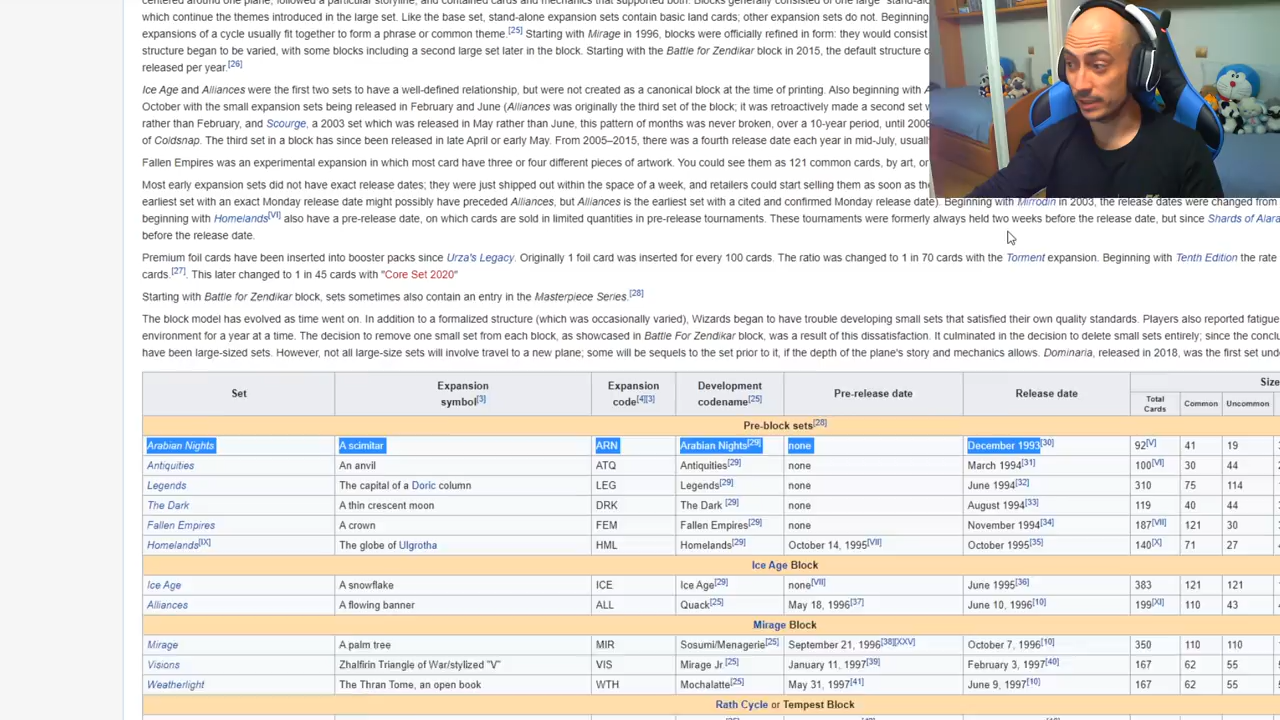 centered around one plane, followed a particular storyline, and contained cards and mechanics that supported both. Blocks generally consisted of one large "stand-alo
which continue the themes introduced in the large set. Like the base set, stand-alone expansion sets contain basic land cards; other expansion sets do not. Beginning
expansions of a cycle usually fit together to form a phrase or common theme.[25] Starting with Mirage in 1996, blocks were officially refined in form: they would consist
structure began to be varied, with some blocks including a second large set later in the block. Starting with the Battle for Zendikar block in 2015, the default structure o
released per year.[26]
Ice Age and Alliances were the first two sets to have a well-defined relationship, but were not created as a canonical block at the time of printing. Also beginning with A
October with the small expansion sets being released in February and June (Alliances was originally the third set of the block; it was retroactively made a second set w
rather than February, and Scourge, a 2003 set which was released in May rather than June, this pattern of months was never broken, over a 10-year period, until 2006
of Coldsnap. The third set in a block has since been released in late April or early May. From 2005–2015, there was a fourth release date each year in mid-July, usual
Fallen Empires was an experimental expansion in which most card have three or four different pieces of artwork. You could see them as 121 common cards, by art, or
Most early expansion sets did not have exact release dates; they were just shipped out within the space of a week, and retailers could start selling them as soon as the
earliest set with an exact Monday release date might possibly have preceded Alliances, but Alliances is the earliest set with a cited and confirmed Monday release date). Beginning with Mirrodin in 2003, the release dates were changed from
beginning with Homelands[VI] also have a pre-release date, on which cards are sold in limited quantities in pre-release tournaments. These tournaments were formerly always held two weeks before the release date, but since Shards of Alara
before the release date.
Premium foil cards have been inserted into booster packs since Urza's Legacy. Originally 1 foil card was inserted for every 100 cards. The ratio was changed to 1 in 70 cards with the Torment expansion. Beginning with Tenth Edition the rate
cards.[27]. This later changed to 1 in 45 cards with "Core Set 2020"
Starting with Battle for Zendikar block, sets sometimes also contain an entry in the Masterpiece Series.[28]
The block model has evolved as time went on. In addition to a formalized structure (which was occasionally varied), Wizards began to have trouble developing small sets that satisfied their own quality standards. Players also reported fatigue
environment for a year at a time. The decision to remove one small set from each block, as showcased in Battle For Zendikar block, was a result of this dissatisfaction. It culminated in the decision to delete small sets entirely; since the conclu
have been large-sized sets. However, not all large-size sets will involve travel to a new plane; some will be sequels to the set prior to it, if the depth of the plane's story and mechanics allows. Dominaria, released in 2018, was the first set und
Set Expansion symbol[3] Expansion code[4][3] Development codename[25] Pre-release date Release date Size
Total Cards Common Uncommon
Pre-block sets[28]
Arabian Nights A scimitar ARN Arabian Nights[29] none December 1993[30] 92[V] 41 19
Antiquities An anvil ATQ Antiquities[29] none March 1994[31] 100[VI] 30 44
Legends The capital of a Doric column LEG Legends[29] none June 1994[32] 310 75 114
The Dark A thin crescent moon DRK The Dark [29] none August 1994[33] 119 40 44
Fallen Empires A crown FEM Fallen Empires[29] none November 1994[34] 187[VII] 121 30
Homelands[IX] The globe of Ulgrotha HML Homelands[29] October 14, 1995[VII] October 1995[35] 140[X] 71 27
Ice Age Block
Ice Age A snowflake ICE Ice Age[29] none[VII] June 1995[36] 383 121 121
Alliances A flowing banner ALL Quack[25] May 18, 1996[37] June 10, 1996[10] 199[XI] 110 43
Mirage Block
Mirage A palm tree MIR Sosumi/Menagerie[25] September 21, 1996[38][XXV] October 7, 1996[10] 350 110 110
Visions Zhalfirin Triangle of War/stylized "V" VIS Mirage Jr.[25] January 11, 1997[39] February 3, 1997[40] 167 62 55
Weatherlight The Thran Tome, an open book WTH Mochalatte[25] May 31, 1997[41] June 9, 1997[10] 167 62 55
Rath Cycle or Tempest Block